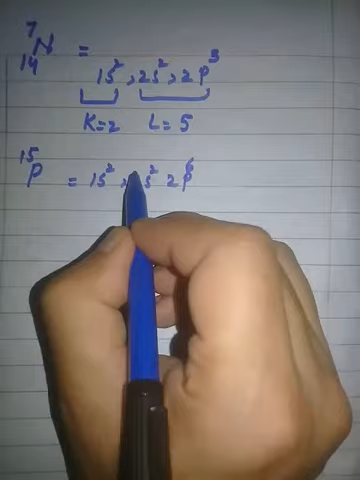 7
N =
14
1s², 2s², 2p³
K=2 L=5
15
P = 1s², 2s² 2p⁶